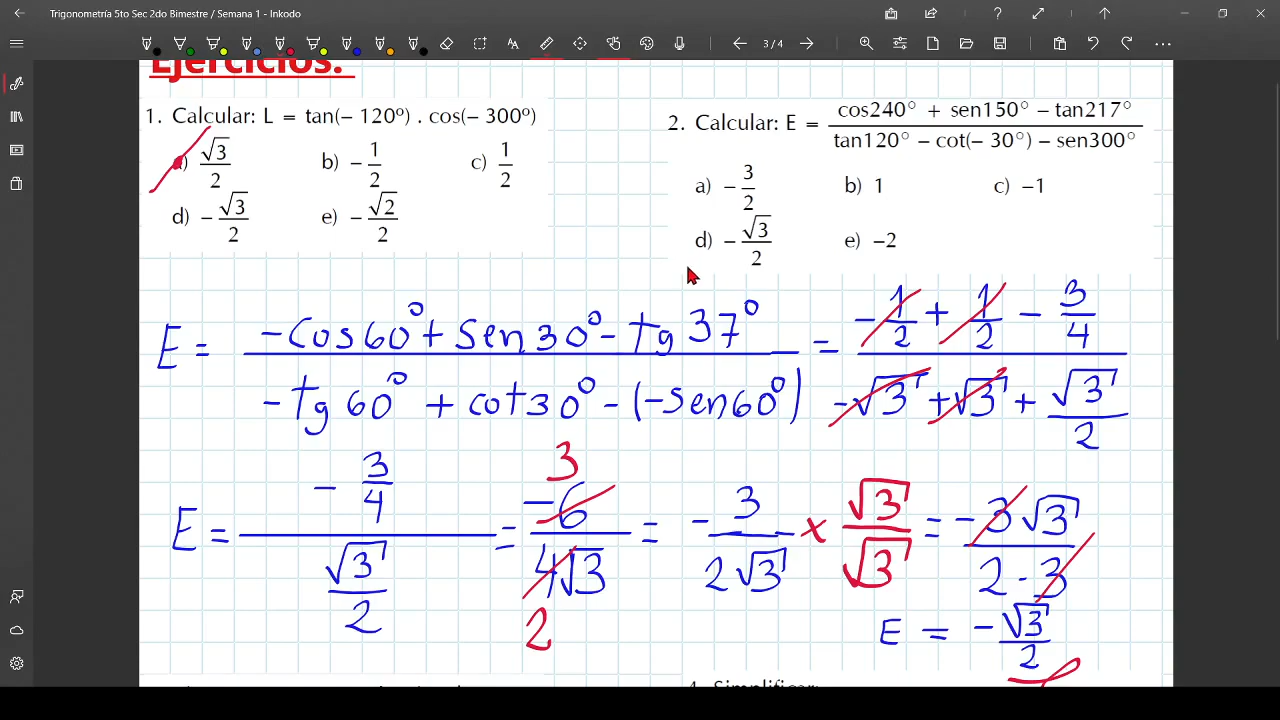 Trigonometría 5to Sec 2do Bimestre / Semana 1 - Inkodo
3 / 4
Ejercicios:
1. Calcular: L = tan(– 120º) . cos(– 300º)
a) √3/2 b) –1/2 c) 1/2
d) –√3/2 e) –√2/2
2. Calcular: E = (cos240° + sen150° – tan217°)/(tan120° – cot(– 30°) – sen300°)
a) –3/2 b) 1 c) –1
d) –√3/2 e) –2
E = (-Cos60° + Sen30° - tg37°)/(-tg60° + cot30° - (-Sen60°)) = (-1/2 + 1/2 - 3/4)/(-√3 + √3 + √3/2)
E = (-3/4)/(√3/2) = -6/4√3 = -3/2√3 × √3/√3 = -3√3/2·3
3
2
E = -√3/2
4. Simplificar: